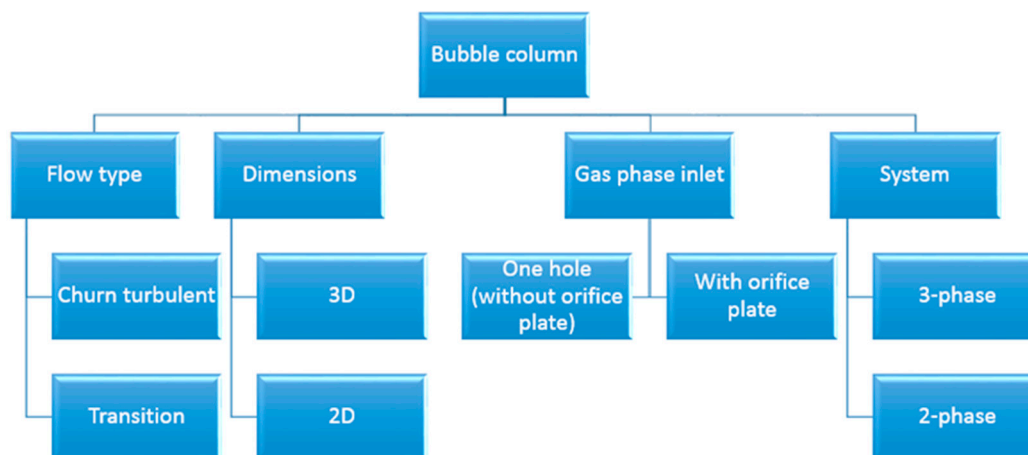 Bubble column
Flow type
Dimensions
Gas phase inlet
System
Churn turbulent
3D
One hole
(without orifice
plate)
With orifice
plate
3-phase
Transition
2D
2-phase